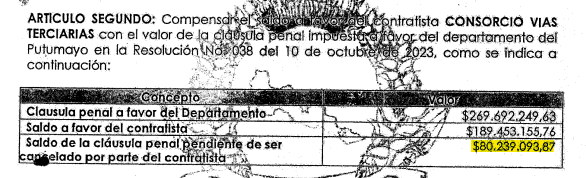 ARTICULO SEGUNDO: Compensar el saldo a favor del contratista CONSORCIO VIAS
TERCIARIAS con el valor de la cláusula penal impuesta a favor del departamento del
Putumayo en la Resolución No. 038 del 10 de octubre de 2023, como se indica a
continuación:
Concepto Valor
Clausula penal a favor del Departamento $269.692.249,63
Saldo a favor del contratista $189.453.155,76
Saldo de la cláusula penal pendiente de ser $80.239.093,87
cancelado por parte del contratista